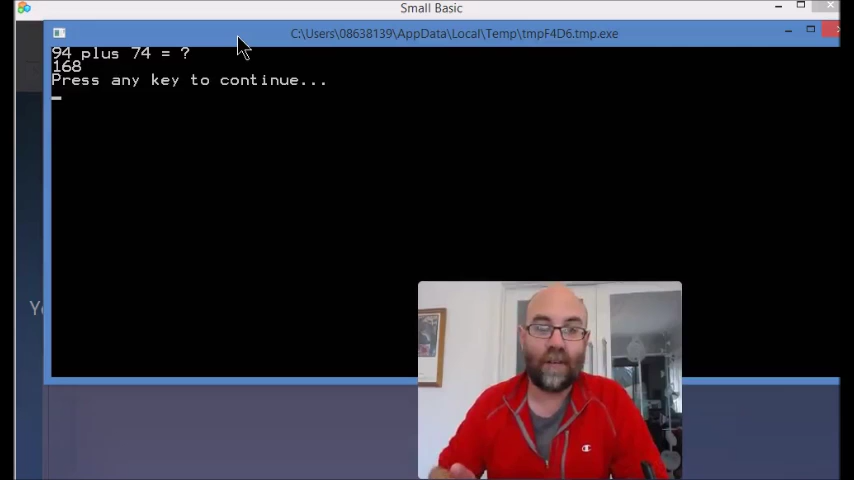 Small Basic
C:\Users\08638139\AppData\Local\Temp\tmpF4D6.tmp.exe
94 plus 74 = ?
168
Press any key to continue...